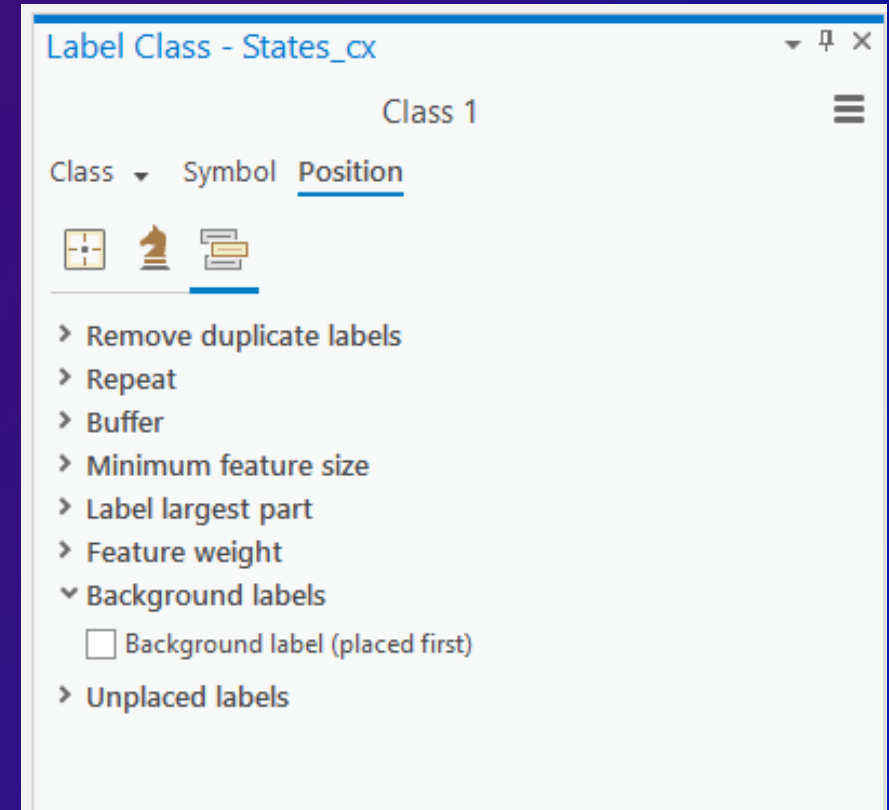 Label Class - States_cx
Class 1
Class Symbol Position
Remove duplicate labels
Repeat
Buffer
Minimum feature size
Label largest part
Feature weight
Background labels
Background label (placed first)
Unplaced labels